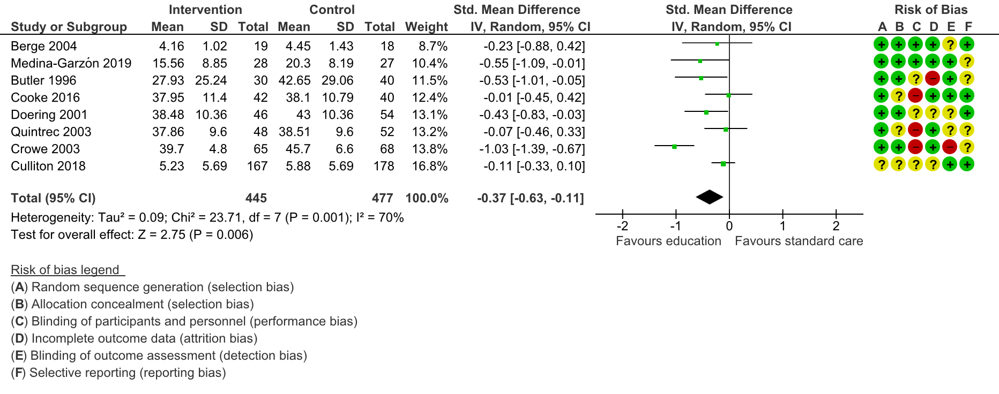 Intervention Control Std. Mean Difference Std. Mean Difference Risk of Bias
Study or Subgroup Mean SD Total Mean SD Total Weight IV, Random, 95% CI IV, Random, 95% CI A B C D E F
Berge 2004 4.16 1.02 19 4.45 1.43 18 8.7% -0.23 [-0.88, 0.42] + + + + ? +
Medina-Garzón 2019 15.56 8.85 28 20.3 8.19 27 10.4% -0.55 [-1.09, -0.01] + + + + + ?
Butler 1996 27.93 25.24 30 42.65 29.06 40 11.5% -0.53 [-1.01, -0.05] + + ? − + ?
Cooke 2016 37.95 11.4 42 38.1 10.79 40 12.4% -0.01 [-0.45, 0.42] + ? − + + +
Doering 2001 38.48 10.36 46 43 10.36 54 13.1% -0.43 [-0.83, -0.03] + + ? ? ? +
Quintrec 2003 37.86 9.6 48 38.51 9.6 52 13.2% -0.07 [-0.46, 0.33] + ? − + ? ?
Crowe 2003 39.7 4.8 65 45.7 6.6 68 13.8% -1.03 [-1.39, -0.67] + + − + − ?
Culliton 2018 5.23 5.69 167 5.88 5.69 178 16.8% -0.11 [-0.33, 0.10] ? ? ? ? + +
Total (95% CI) 445 477 100.0% -0.37 [-0.63, -0.11]
Heterogeneity: Tau² = 0.09; Chi² = 23.71, df = 7 (P = 0.001); I² = 70%
Test for overall effect: Z = 2.75 (P = 0.006)
-2 -1 0 1 2
Favours education Favours standard care
Risk of bias legend
(A) Random sequence generation (selection bias)
(B) Allocation concealment (selection bias)
(C) Blinding of participants and personnel (performance bias)
(D) Incomplete outcome data (attrition bias)
(E) Blinding of outcome assessment (detection bias)
(F) Selective reporting (reporting bias)